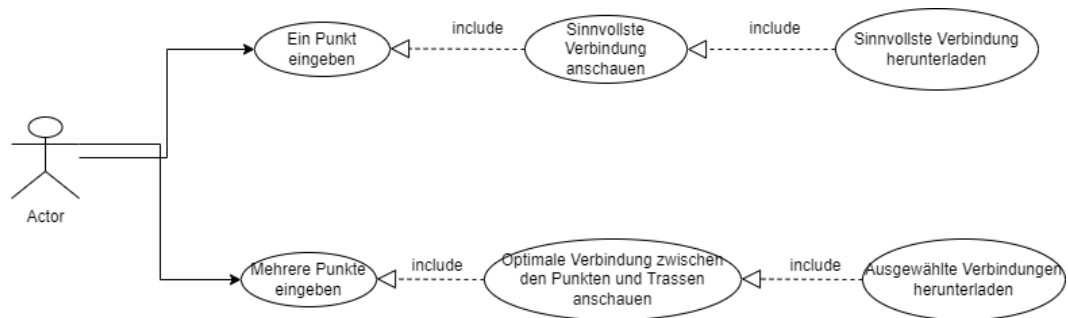 Ein Punkt
eingeben
include
Sinnvollste
Verbindung
anschauen
include
Sinnvollste Verbindung
herunterladen
Actor
Mehrere Punkte
eingeben
include
Optimale Verbindung zwischen
den Punkten und Trassen
anschauen
include
Ausgewählte Verbindungen
herunterladen